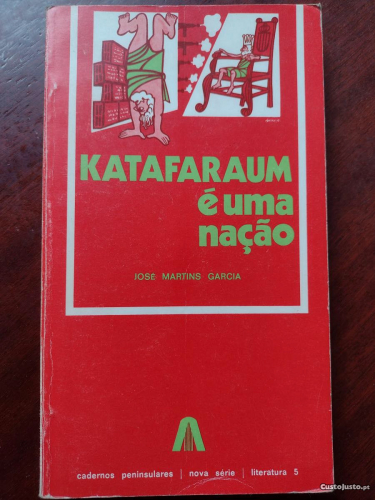 KATAFARAUM
é uma
nação
JOSÉ MARTINS GARCIA
cadernos peninsulares | nova série | literatura 5
CustoJusto.pt